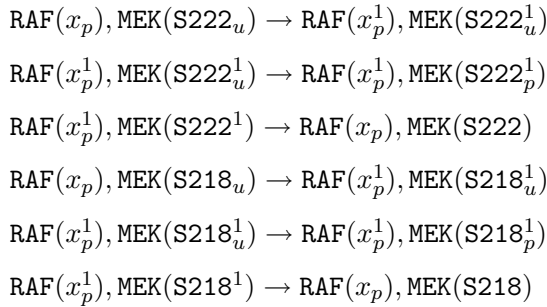 RAF(x_p), MEK(S222_u) → RAF(x_p^1), MEK(S222_u^1)
RAF(x_p^1), MEK(S222_u^1) → RAF(x_p^1), MEK(S222_p^1)
RAF(x_p^1), MEK(S222^1) → RAF(x_p), MEK(S222)
RAF(x_p), MEK(S218_u) → RAF(x_p^1), MEK(S218_u^1)
RAF(x_p^1), MEK(S218_u^1) → RAF(x_p^1), MEK(S218_p^1)
RAF(x_p^1), MEK(S218^1) → RAF(x_p), MEK(S218)